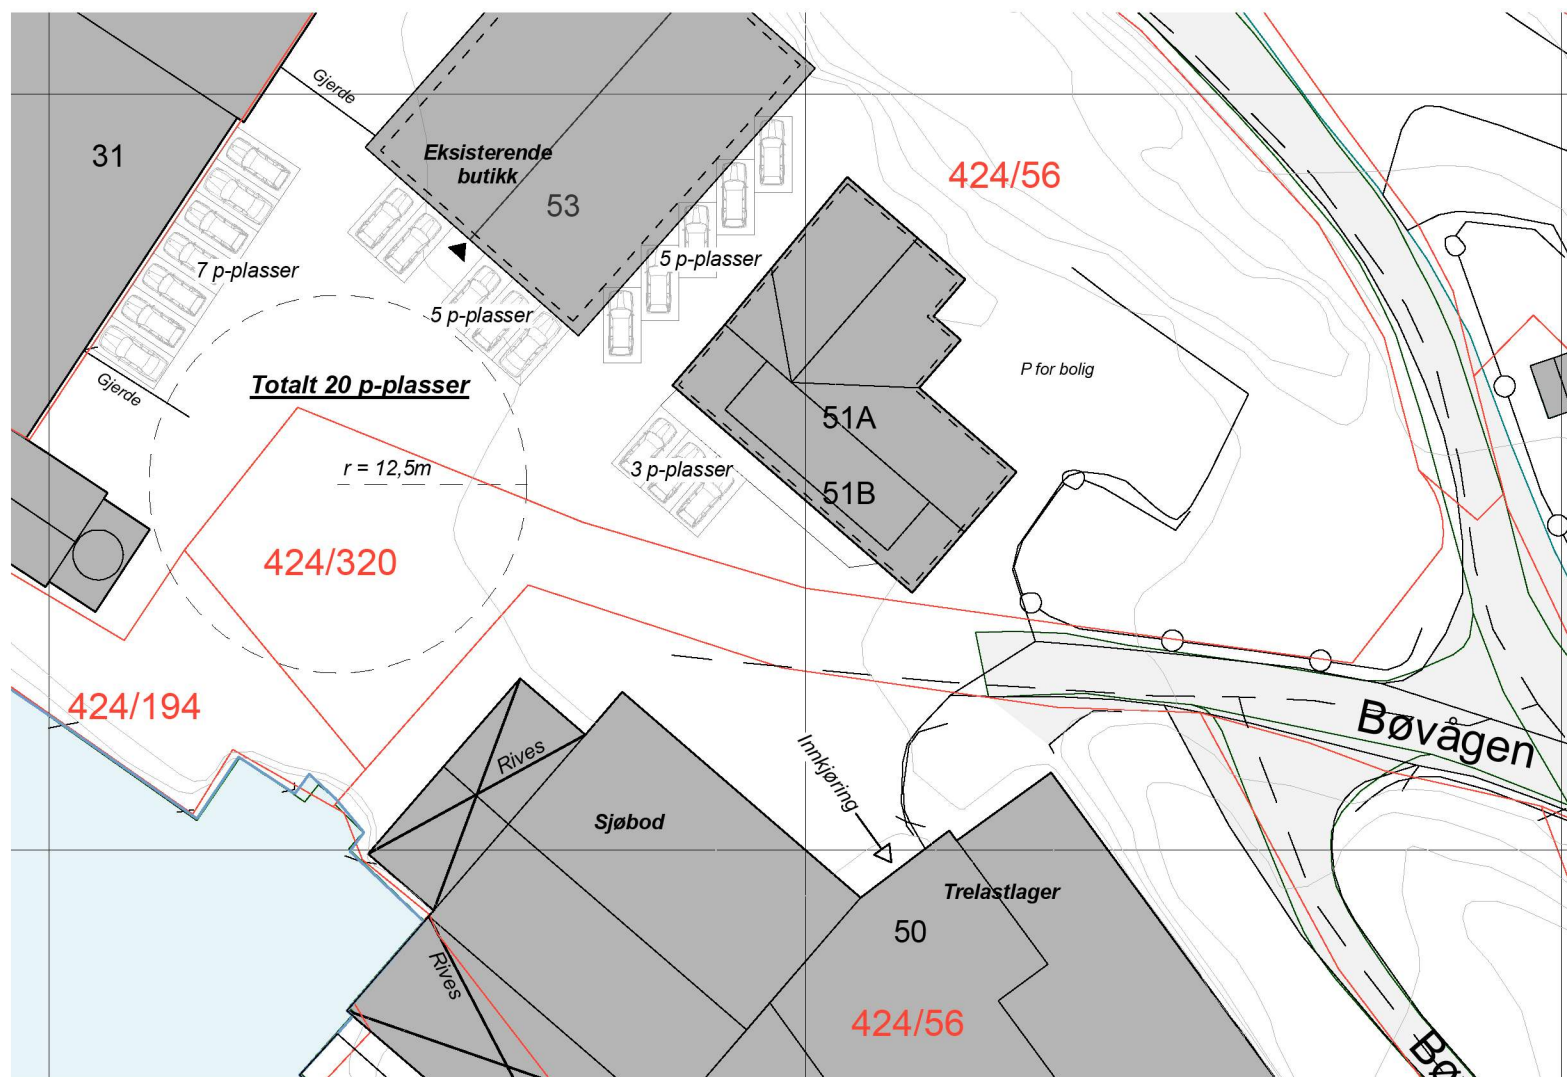 Gjerde
31
Eksisterende
butikk
53
424/56
7 p-plasser
5 p-plasser
5 p-plasser
Gjerde
Totalt 20 p-plasser
P for bolig
51A
r = 12,5m
3 p-plasser
51B
424/320
424/194
Bøvågen
Rives
Innkjøring
Sjøbod
Trelastlager
50
Rives
424/56
Bø